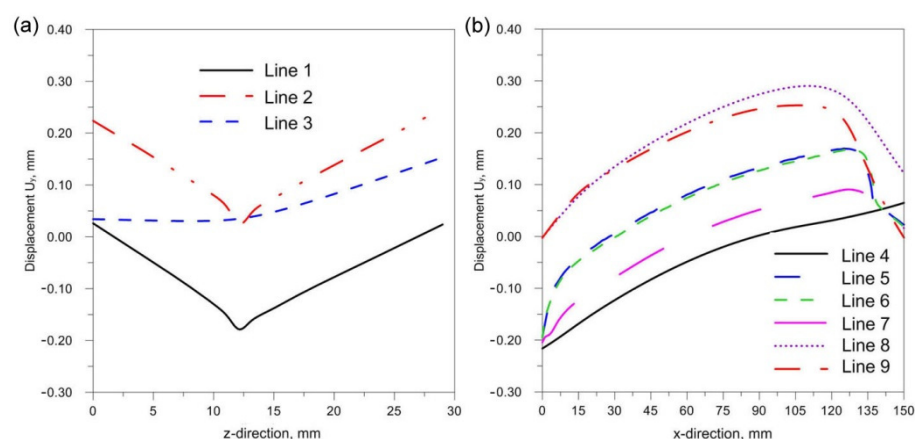 (a)
0.40
0.30
0.20
0.10
0.00
-0.10
-0.20
-0.30
Displacement Uy, mm
Line 1
Line 2
Line 3
0 5 10 15 20 25 30
z-direction, mm
(b)
0.40
0.30
0.20
0.10
0.00
-0.10
-0.20
-0.30
Displacement Uy, mm
Line 4
Line 5
Line 6
Line 7
Line 8
Line 9
0 15 30 45 60 75 90 105 120 135 150
x-direction, mm